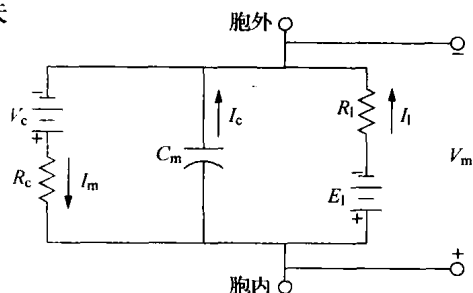 胞外
−
− V_c +
R_c
I_m
C_m
I_c
R_l
I_l
− E_l +
V_m
+
胞内